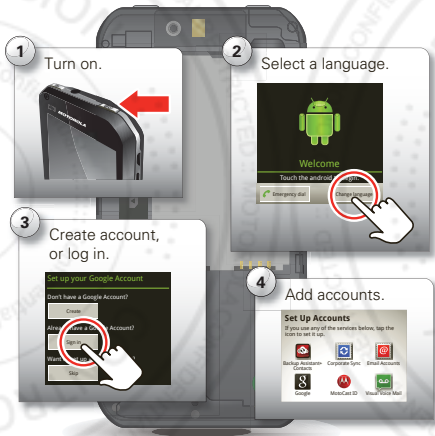 1
Turn on.
MOTOROLA
2
Select a language.
Welcome
Touch the android to begin.
Emergency dial
Change language
3
Create account,
or log in.
Set up your Google Account
Don't have a Google Account?
Create
Already have a Google Account?
Sign in
Want
Skip
4
Add accounts.
Set Up Accounts
If you use any of the services below, tap the
icon to set it up.
Backup Assistant+
Contacts
Corporate Sync
Email Accounts
Google
MotoCast ID
Visual Voice Mail